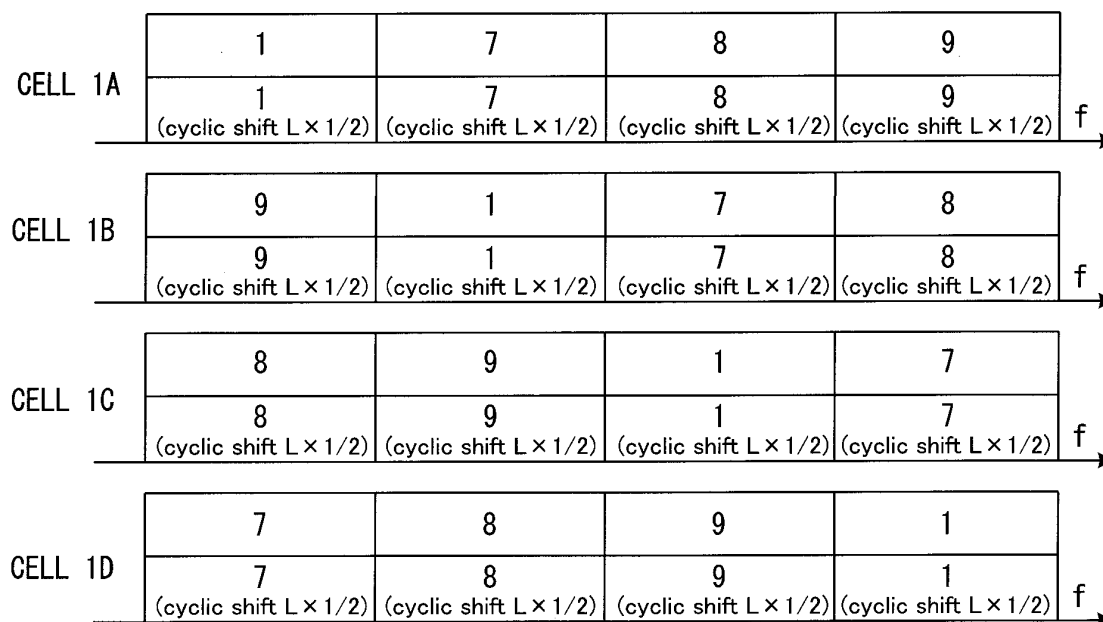 1 7 8 9
CELL 1A
1 7 8 9
(cyclic shift L × 1/2) (cyclic shift L × 1/2) (cyclic shift L × 1/2) (cyclic shift L × 1/2) f
9 1 7 8
CELL 1B
9 1 7 8
(cyclic shift L × 1/2) (cyclic shift L × 1/2) (cyclic shift L × 1/2) (cyclic shift L × 1/2) f
8 9 1 7
CELL 1C
8 9 1 7
(cyclic shift L × 1/2) (cyclic shift L × 1/2) (cyclic shift L × 1/2) (cyclic shift L × 1/2) f
7 8 9 1
CELL 1D
7 8 9 1
(cyclic shift L × 1/2) (cyclic shift L × 1/2) (cyclic shift L × 1/2) (cyclic shift L × 1/2) f